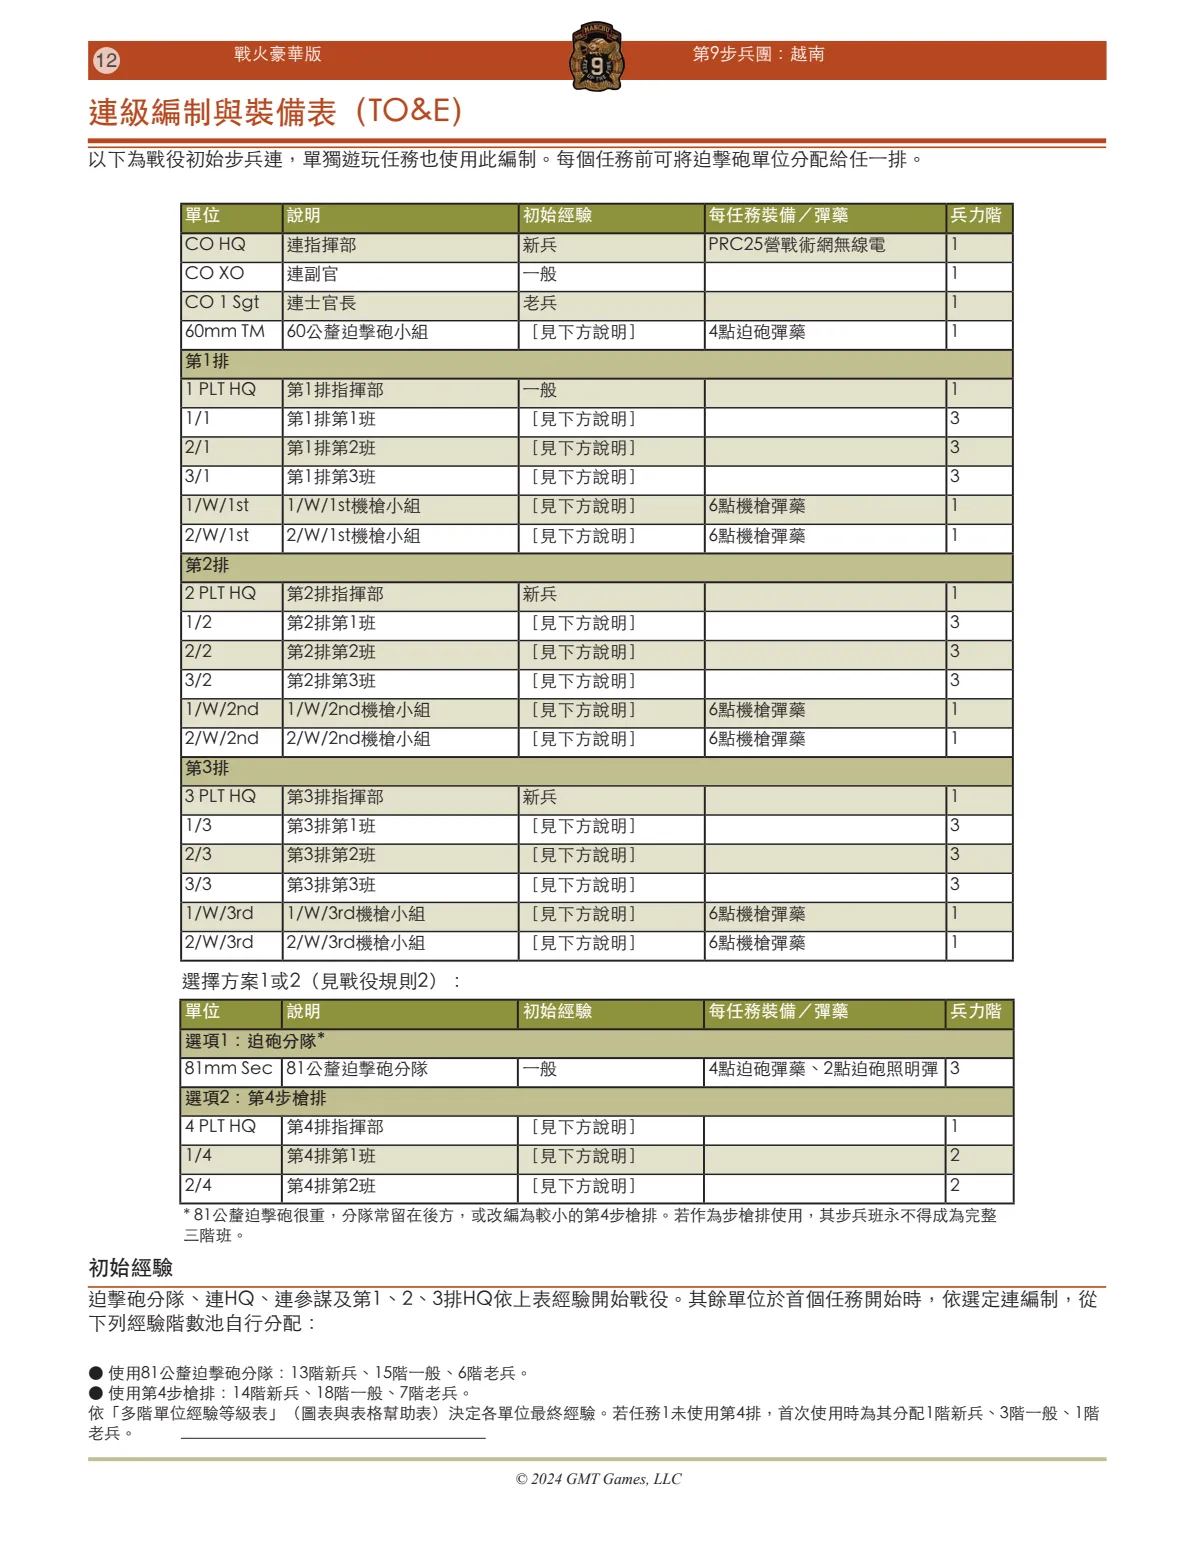 12
戰火豪華版
MANCHU
9
第9步兵團：越南
連級編制與裝備表（TO&E）
以下為戰役初始步兵連，單獨遊玩任務也使用此編制。每個任務前可將迫擊砲單位分配給任一排。
單位 說明 初始經驗 每任務裝備／彈藥 兵力階
CO HQ 連指揮部 新兵 PRC25營戰術網無線電 1
CO XO 連副官 一般 1
CO 1 Sgt 連士官長 老兵 1
60mm TM 60公釐迫擊砲小組 ［見下方說明］ 4點迫砲彈藥 1
第1排
1 PLT HQ 第1排指揮部 一般 1
1/1 第1排第1班 ［見下方說明］ 3
2/1 第1排第2班 ［見下方說明］ 3
3/1 第1排第3班 ［見下方說明］ 3
1/W/1st 1/W/1st機槍小組 ［見下方說明］ 6點機槍彈藥 1
2/W/1st 2/W/1st機槍小組 ［見下方說明］ 6點機槍彈藥 1
第2排
2 PLT HQ 第2排指揮部 新兵 1
1/2 第2排第1班 ［見下方說明］ 3
2/2 第2排第2班 ［見下方說明］ 3
3/2 第2排第3班 ［見下方說明］ 3
1/W/2nd 1/W/2nd機槍小組 ［見下方說明］ 6點機槍彈藥 1
2/W/2nd 2/W/2nd機槍小組 ［見下方說明］ 6點機槍彈藥 1
第3排
3 PLT HQ 第3排指揮部 新兵 1
1/3 第3排第1班 ［見下方說明］ 3
2/3 第3排第2班 ［見下方說明］ 3
3/3 第3排第3班 ［見下方說明］ 3
1/W/3rd 1/W/3rd機槍小組 ［見下方說明］ 6點機槍彈藥 1
2/W/3rd 2/W/3rd機槍小組 ［見下方說明］ 6點機槍彈藥 1
選擇方案1或2（見戰役規則2）：
單位 說明 初始經驗 每任務裝備／彈藥 兵力階
選項1：迫砲分隊*
81mm Sec 81公釐迫擊砲分隊 一般 4點迫砲彈藥、2點迫砲照明彈 3
選項2：第4步槍排
4 PLT HQ 第4排指揮部 ［見下方說明］ 1
1/4 第4排第1班 ［見下方說明］ 2
2/4 第4排第2班 ［見下方說明］ 2
* 81公釐迫擊砲很重，分隊常留在後方，或改編為較小的第4步槍排。若作為步槍排使用，其步兵班永不得成為完整
三階班。
初始經驗
迫擊砲分隊、連HQ、連參謀及第1、2、3排HQ依上表經驗開始戰役。其餘單位於首個任務開始時，依選定連編制，從
下列經驗階數池自行分配：
● 使用81公釐迫擊砲分隊：13階新兵、15階一般、6階老兵。
● 使用第4步槍排：14階新兵、18階一般、7階老兵。
依「多階單位經驗等級表」（圖表與表格幫助表）決定各單位最終經驗。若任務1未使用第4排，首次使用時為其分配1階新兵、3階一般、1階
老兵。
© 2024 GMT Games, LLC